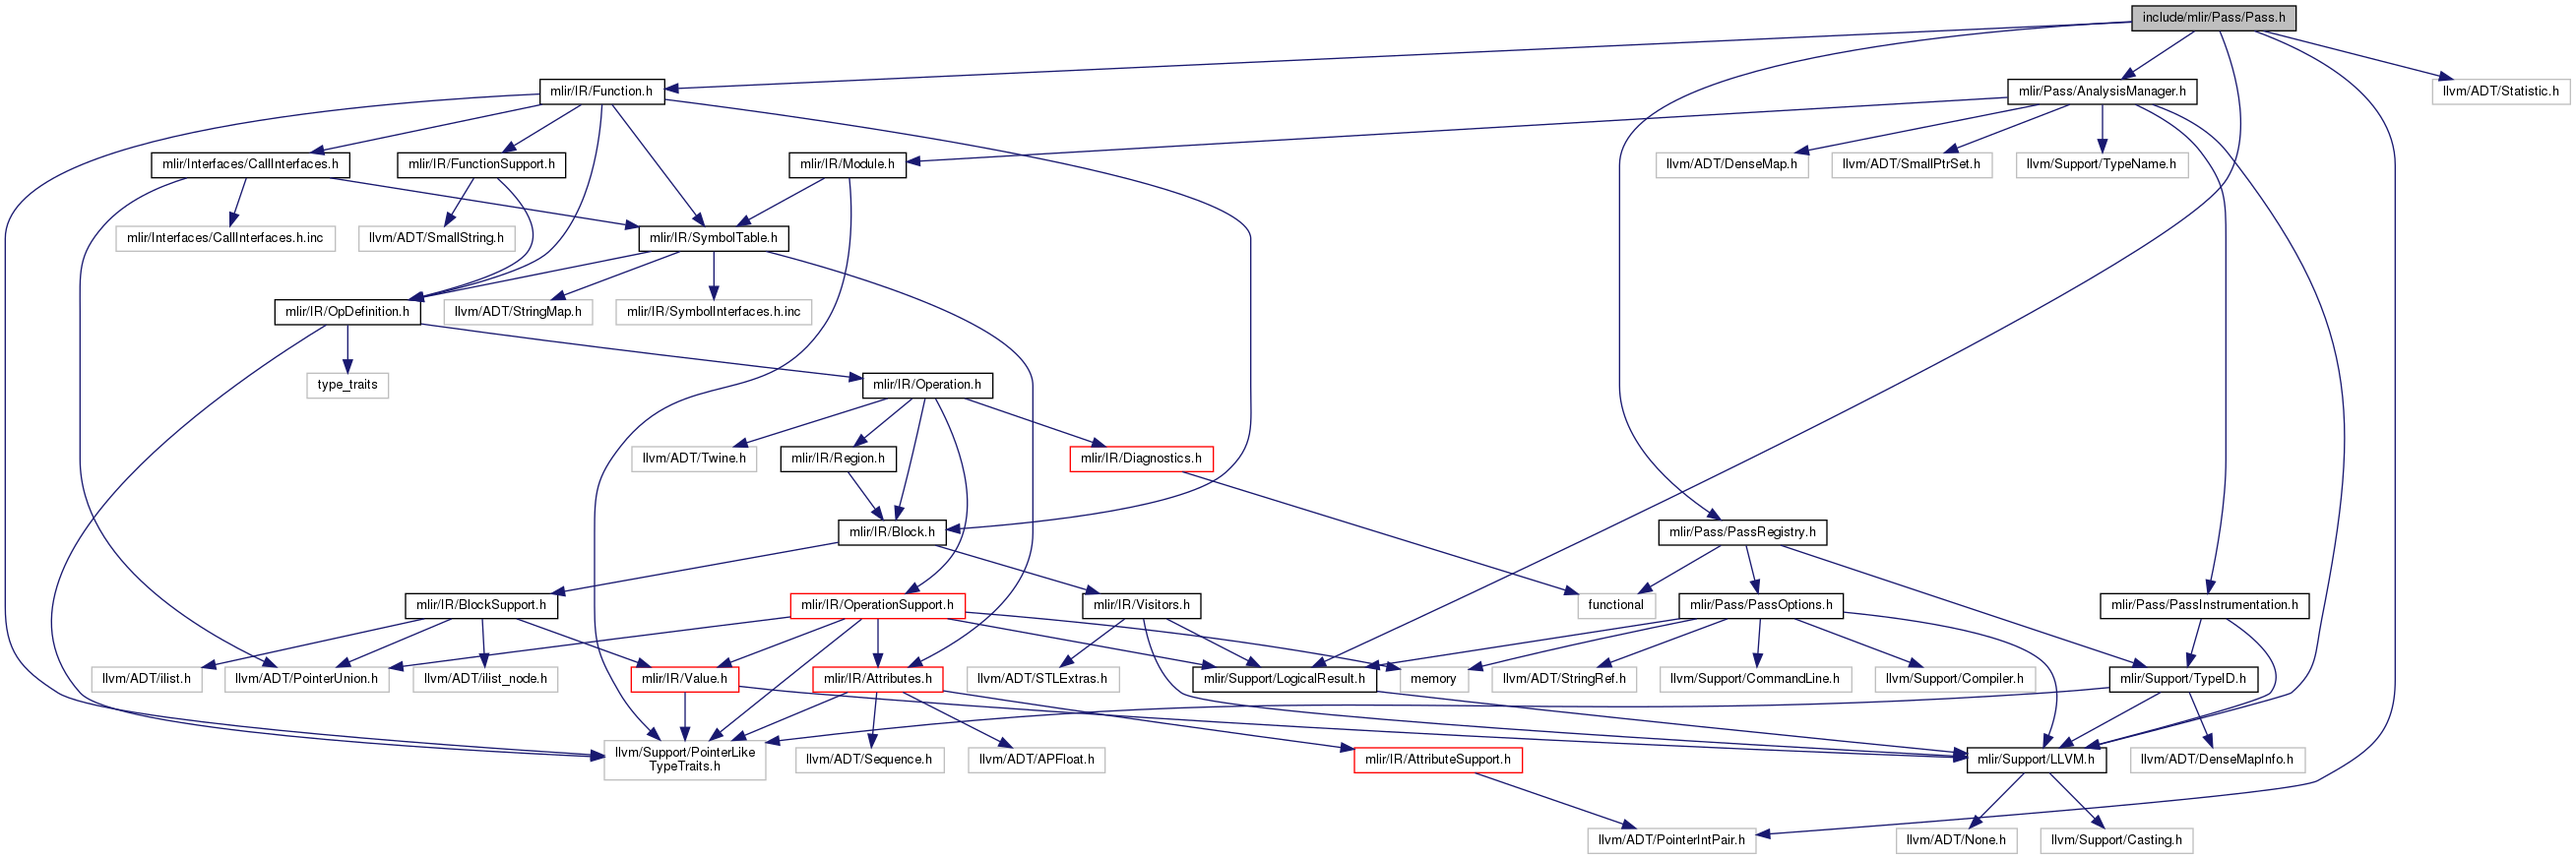 include/mlir/Pass/Pass.h
mlir/IR/Function.h
mlir/Pass/AnalysisManager.h
llvm/ADT/Statistic.h
mlir/Interfaces/CallInterfaces.h
mlir/IR/FunctionSupport.h
mlir/IR/Module.h
llvm/ADT/DenseMap.h
llvm/ADT/SmallPtrSet.h
llvm/Support/TypeName.h
mlir/Interfaces/CallInterfaces.h.inc
llvm/ADT/SmallString.h
mlir/IR/SymbolTable.h
mlir/IR/OpDefinition.h
llvm/ADT/StringMap.h
mlir/IR/SymbolInterfaces.h.inc
type_traits
mlir/IR/Operation.h
llvm/ADT/Twine.h
mlir/IR/Region.h
mlir/IR/Diagnostics.h
mlir/IR/Block.h
mlir/Pass/PassRegistry.h
mlir/IR/BlockSupport.h
mlir/IR/OperationSupport.h
mlir/IR/Visitors.h
functional
mlir/Pass/PassOptions.h
mlir/Pass/PassInstrumentation.h
llvm/ADT/ilist.h
llvm/ADT/PointerUnion.h
llvm/ADT/ilist_node.h
mlir/IR/Value.h
mlir/IR/Attributes.h
llvm/ADT/STLExtras.h
mlir/Support/LogicalResult.h
memory
llvm/ADT/StringRef.h
llvm/Support/CommandLine.h
llvm/Support/Compiler.h
mlir/Support/TypeID.h
llvm/Support/PointerLike
TypeTraits.h
llvm/ADT/Sequence.h
llvm/ADT/APFloat.h
mlir/IR/AttributeSupport.h
mlir/Support/LLVM.h
llvm/ADT/DenseMapInfo.h
llvm/ADT/PointerIntPair.h
llvm/ADT/None.h
llvm/Support/Casting.h